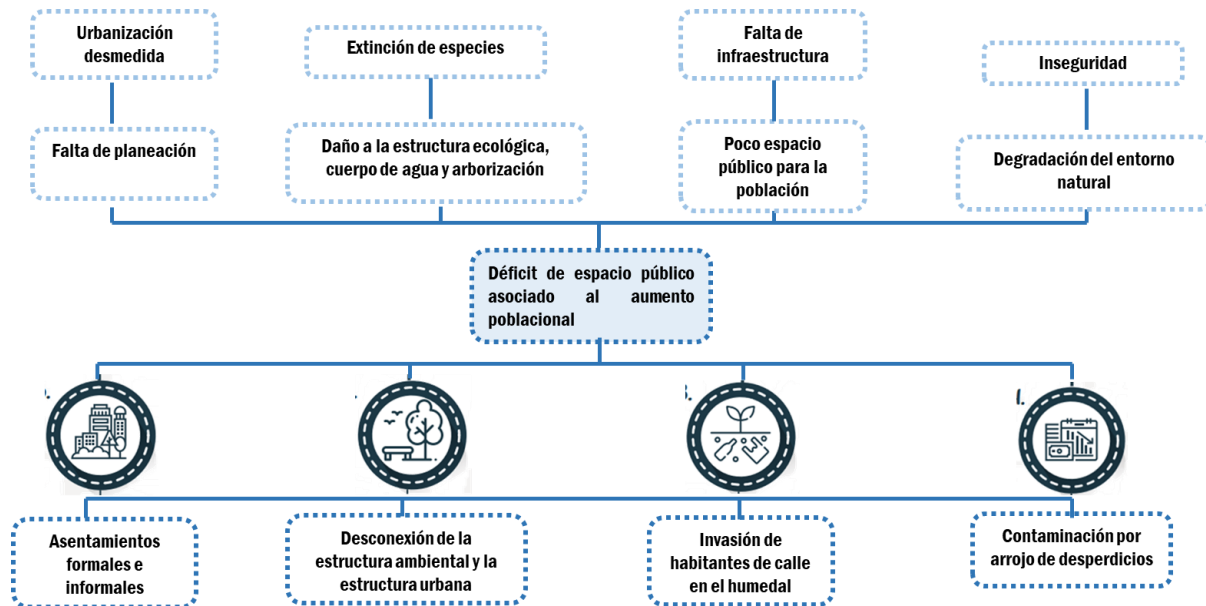 Urbanización
desmedida
Extinción de especies
Falta de
infraestructura
Inseguridad
Falta de planeación
Daño a la estructura ecológica,
cuerpo de agua y arborización
Poco espacio
público para la
población
Degradación del entorno
natural
Déficit de espacio público
asociado al aumento
poblacional
Asentamientos
formales e
informales
Desconexión de la
estructura ambiental y la
estructura urbana
Invasión de
habitantes de calle
en el humedal
Contaminación por
arrojo de desperdicios